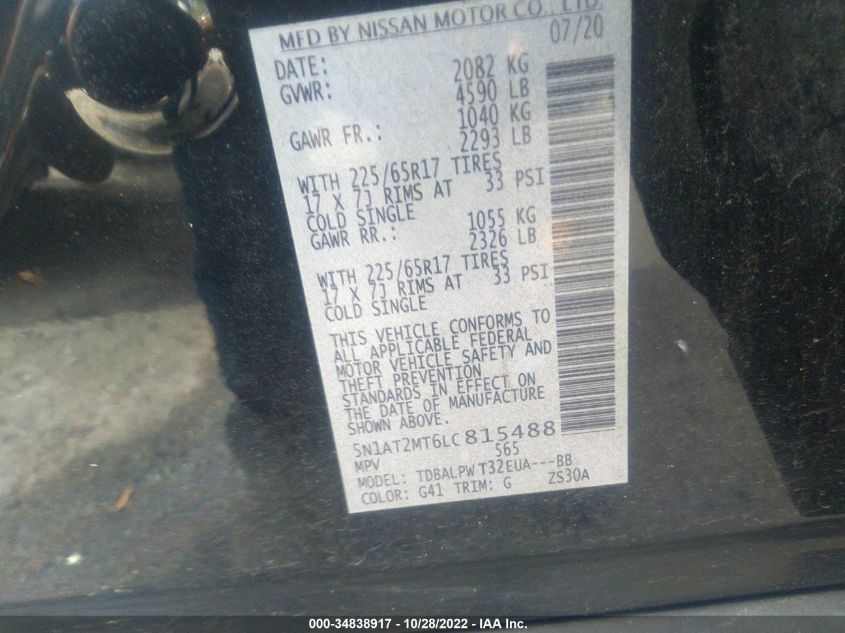 MFD BY NISSAN MOTOR CO., LTD.
DATE: 07/20
GVWR: 2082 KG
4590 LB
GAWR FR.: 1040 KG
2293 LB
WITH 225/65R17 TIRES
17 X 7J RIMS AT 33 PSI
COLD SINGLE
GAWR RR.: 1055 KG
2326 LB
WITH 225/65R17 TIRES
17 X 7J RIMS AT 33 PSI
COLD SINGLE
THIS VEHICLE CONFORMS TO
ALL APPLICABLE FEDERAL
MOTOR VEHICLE SAFETY AND
THEFT PREVENTION
STANDARDS IN EFFECT ON
THE DATE OF MANUFACTURE
SHOWN ABOVE.
5N1AT2MT6LC815488
MPV 565
MODEL: TDBALPW T32EUA---BB
COLOR: G41 TRIM: G ZS30A
000-34838917 - 10/28/2022 - IAA Inc.